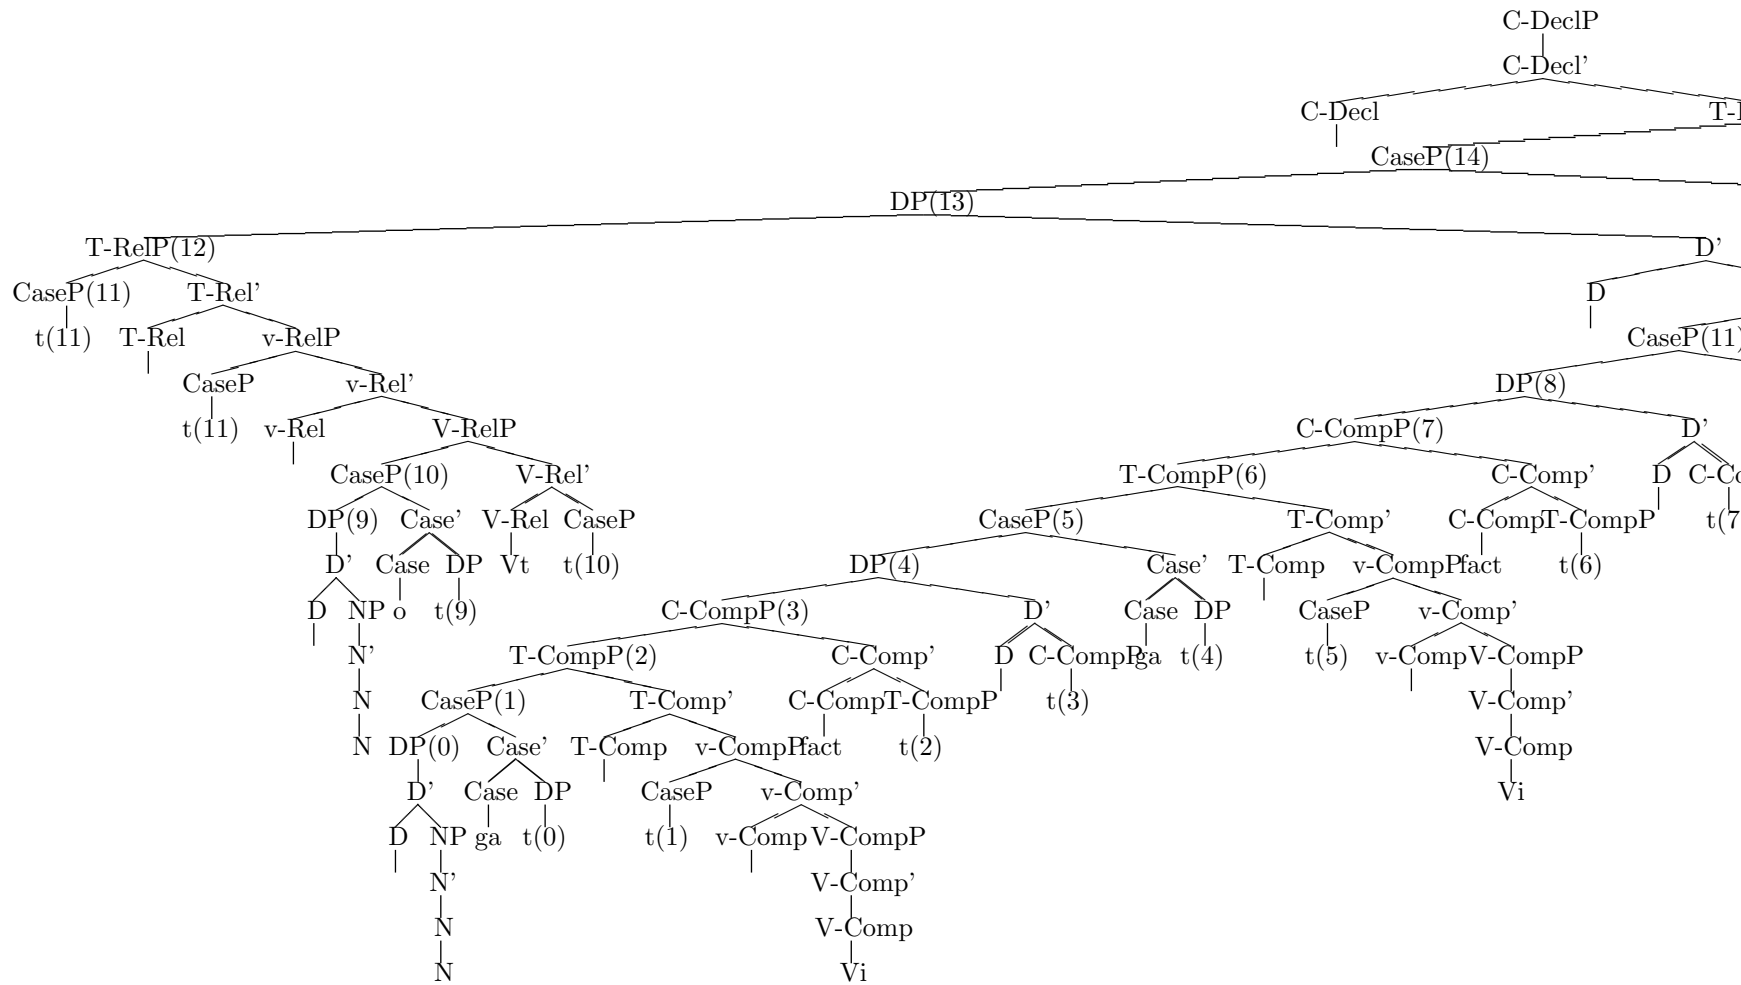 C-DeclP
C-Decl'
C-Decl
CaseP(14)
DP(13)
T-RelP(12) D'
CaseP(11) T-Rel' D
t(11) T-Rel v-RelP CaseP(11)
CaseP v-Rel' DP(8)
t(11) v-Rel V-RelP C-CompP(7) D'
CaseP(10) V-Rel' T-CompP(6) C-Comp' D
DP(9) Case' V-Rel CaseP CaseP(5) T-Comp' C-Comp T-CompP
D' Case DP Vt t(10) DP(4) Case' T-Comp v-CompP fact t(6)
D NP o t(9) C-CompP(3) D' Case DP CaseP v-Comp'
N' T-CompP(2) C-Comp' D C-CompP ga t(4) t(5) v-Comp V-CompP
N CaseP(1) T-Comp' C-Comp T-CompP t(3) V-Comp'
N DP(0) Case' T-Comp v-CompP fact t(2) V-Comp
D' Case DP CaseP v-Comp' Vi
D NP ga t(0) t(1) v-Comp V-CompP
N' V-Comp'
N V-Comp
N Vi